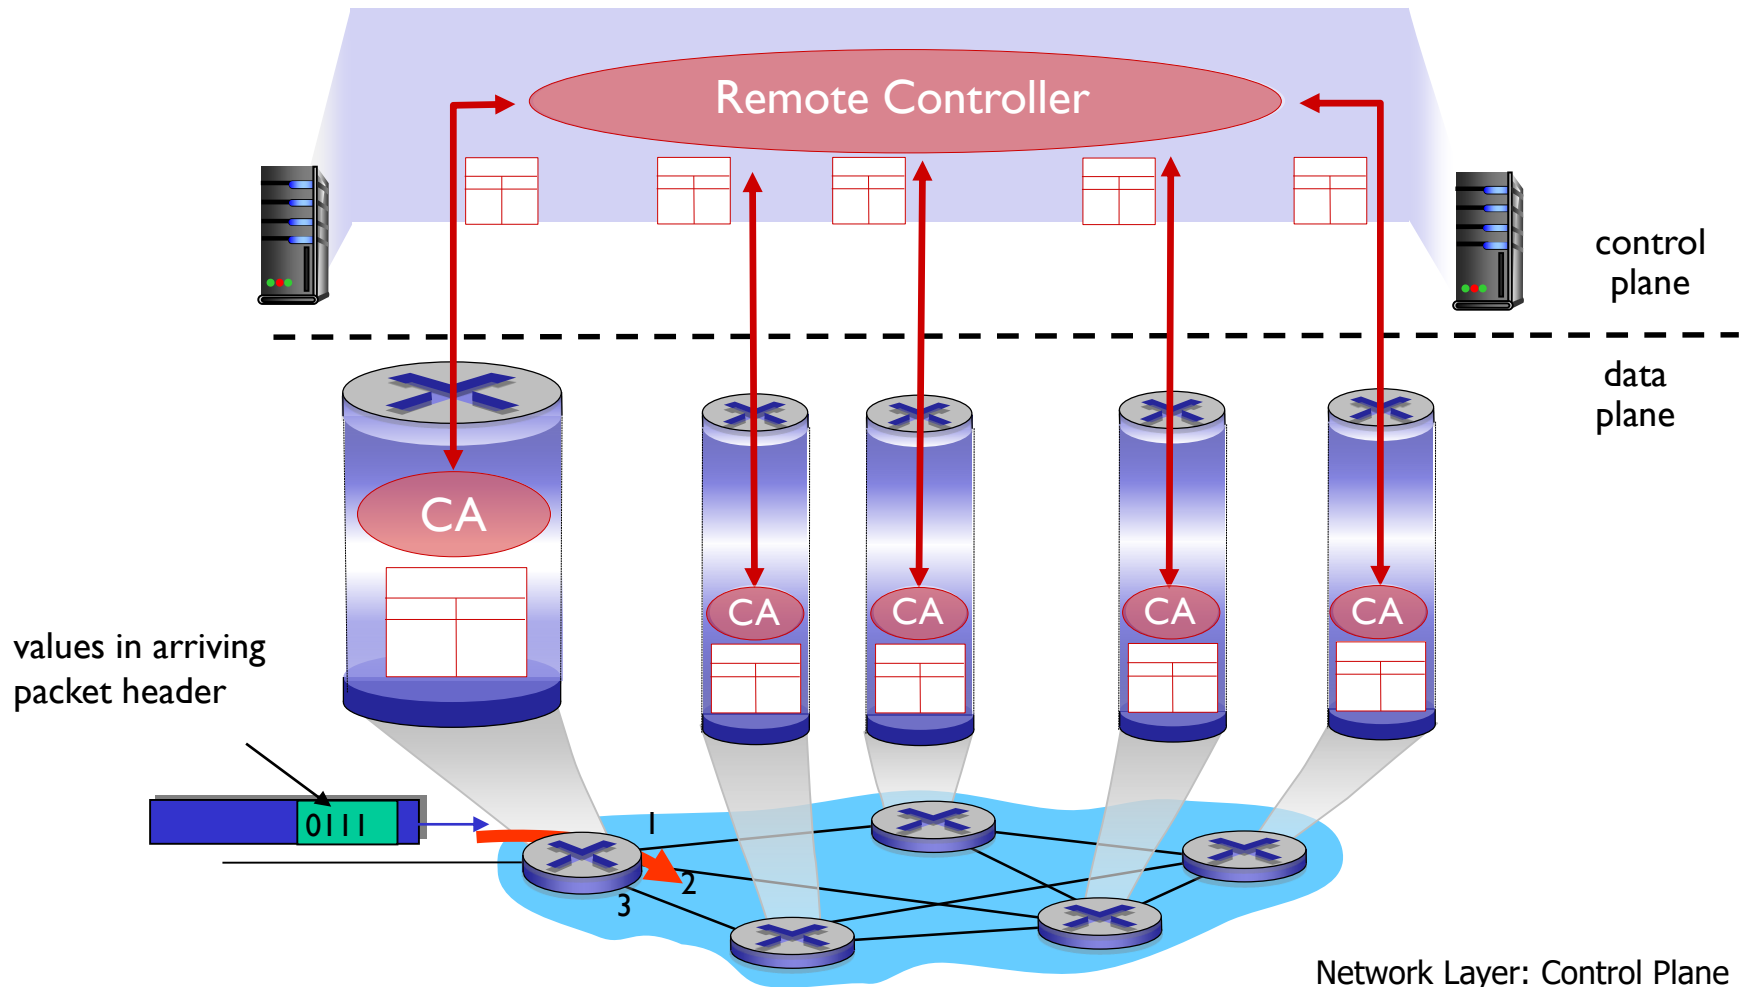 Remote Controller
control
plane
data
plane
CA
CA
CA
CA
CA
values in arriving
packet header
0111
1
2
3
Network Layer: Control Plane